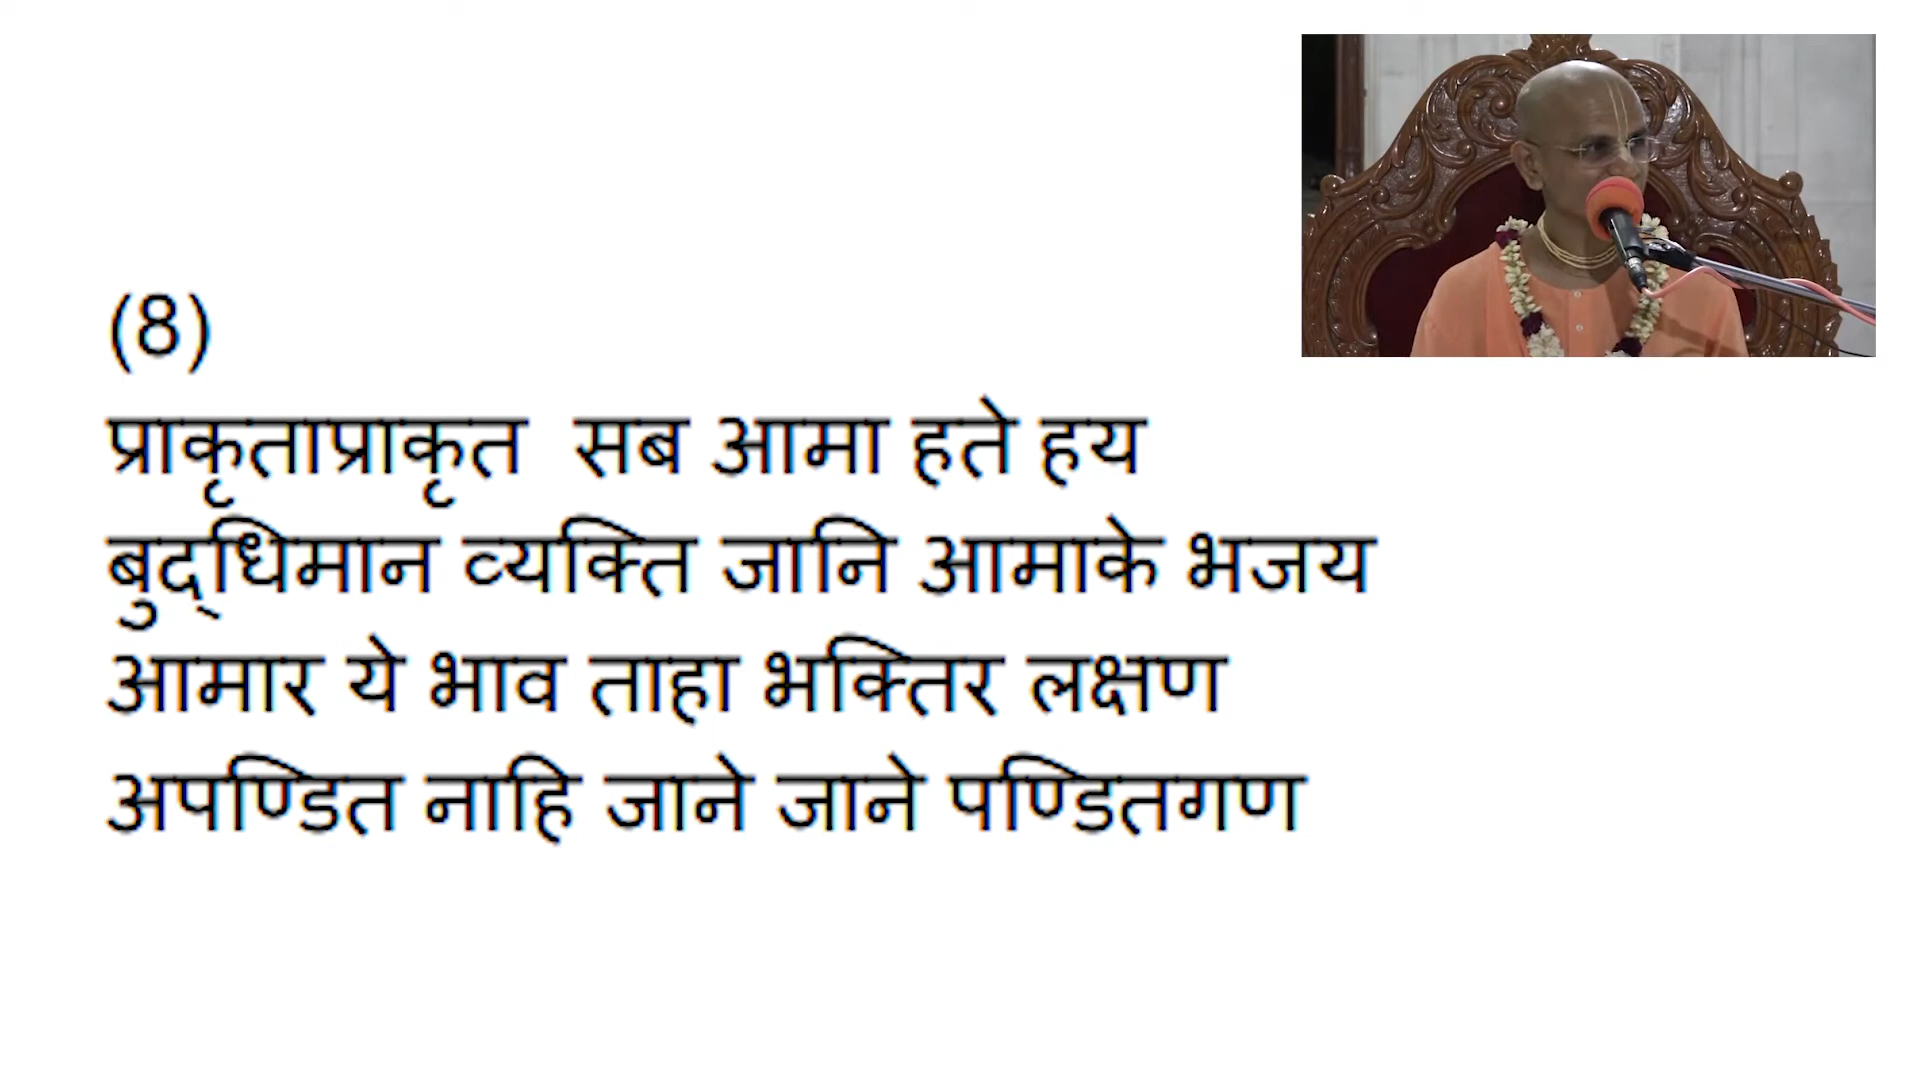 (8)
प्राकृताप्राकृत सब आमा हते हय
बुद्धिमान व्यक्ति जानि आमाके भजय
आमार ये भाव ताहा भक्तिर लक्षण
अपण्डित नाहि जाने जाने पण्डितगण